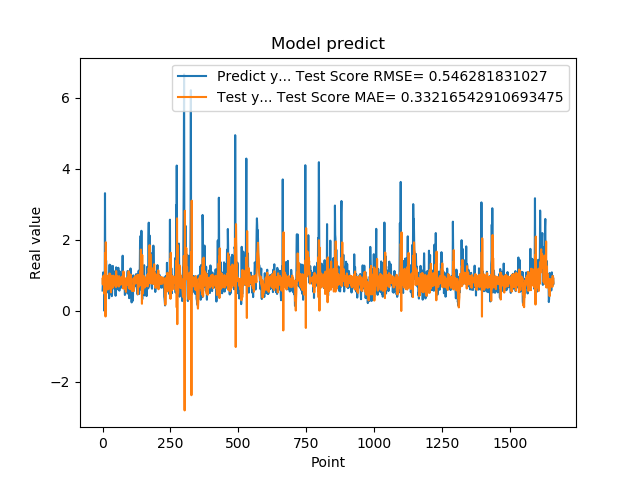 Model predict
Predict y... Test Score RMSE= 0.546281831027
Test y... Test Score MAE= 0.33216542910693475
Real value
6
4
2
0
−2
0 250 500 750 1000 1250 1500
Point